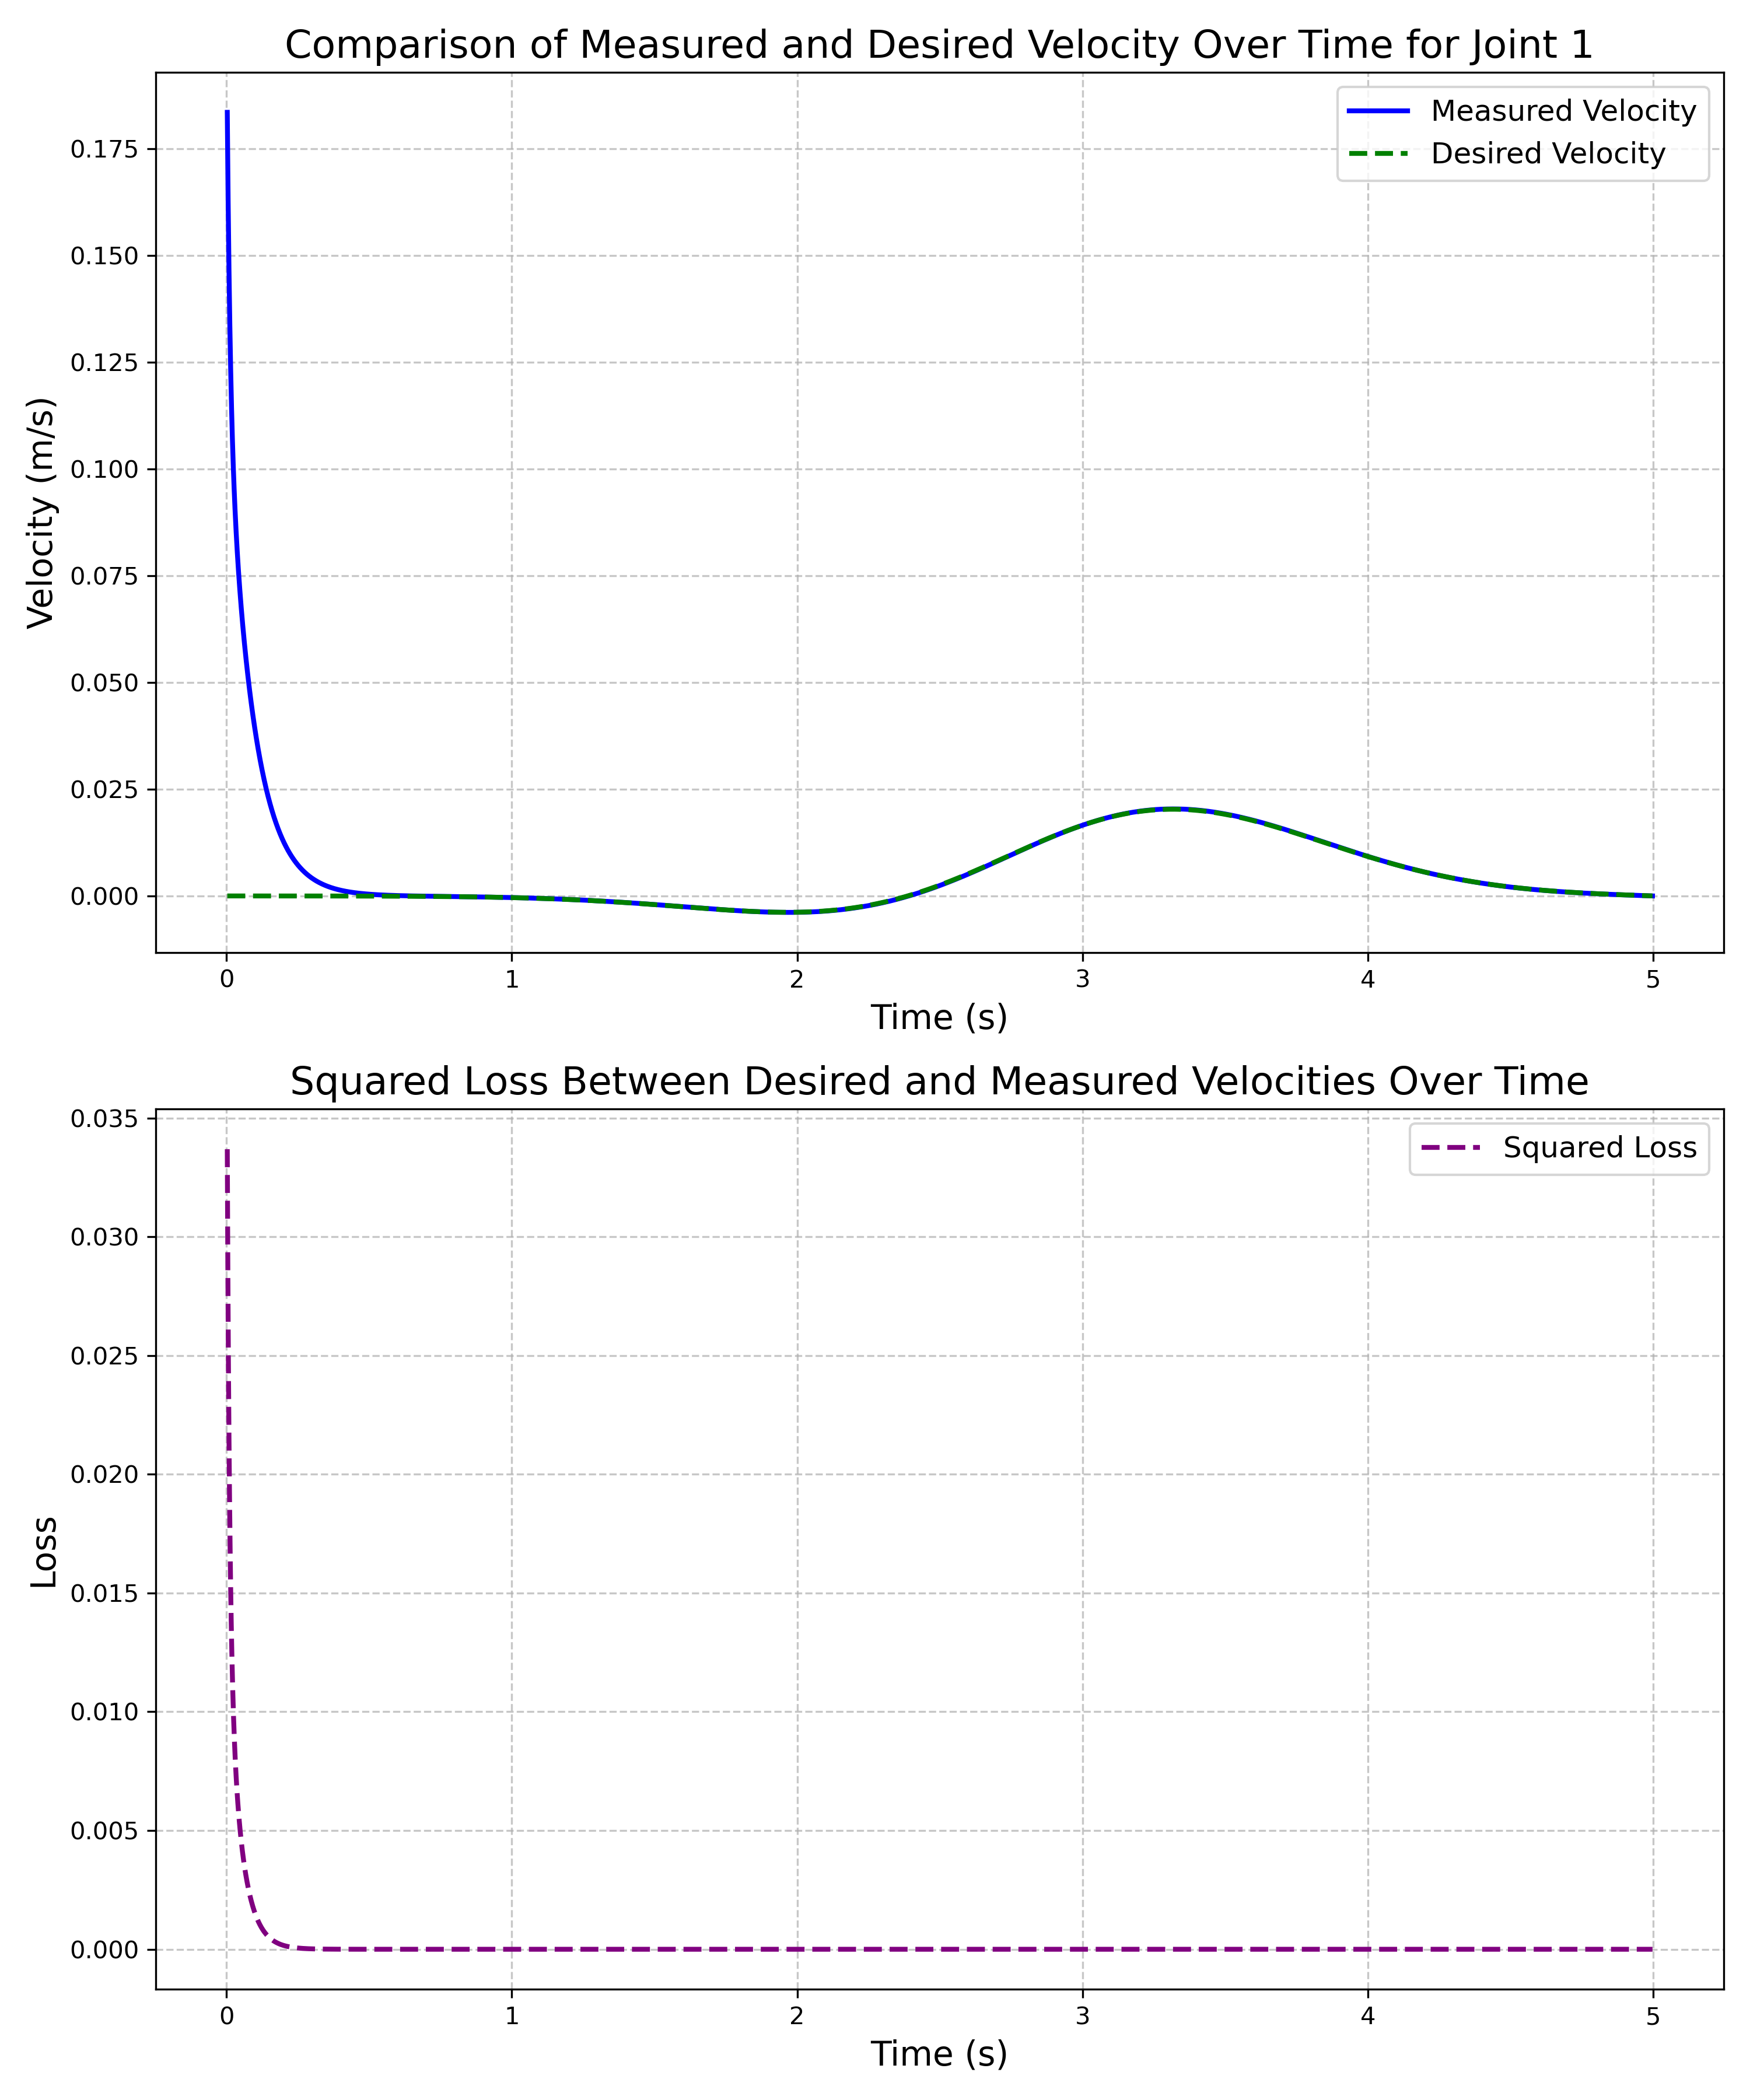 Comparison of Measured and Desired Velocity Over Time for Joint 1
Measured Velocity
Desired Velocity
Velocity (m/s)
0.175
0.150
0.125
0.100
0.075
0.050
0.025
0.000
0 1 2 3 4 5
Time (s)
Squared Loss Between Desired and Measured Velocities Over Time
Squared Loss
Loss
0.035
0.030
0.025
0.020
0.015
0.010
0.005
0.000
0 1 2 3 4 5
Time (s)